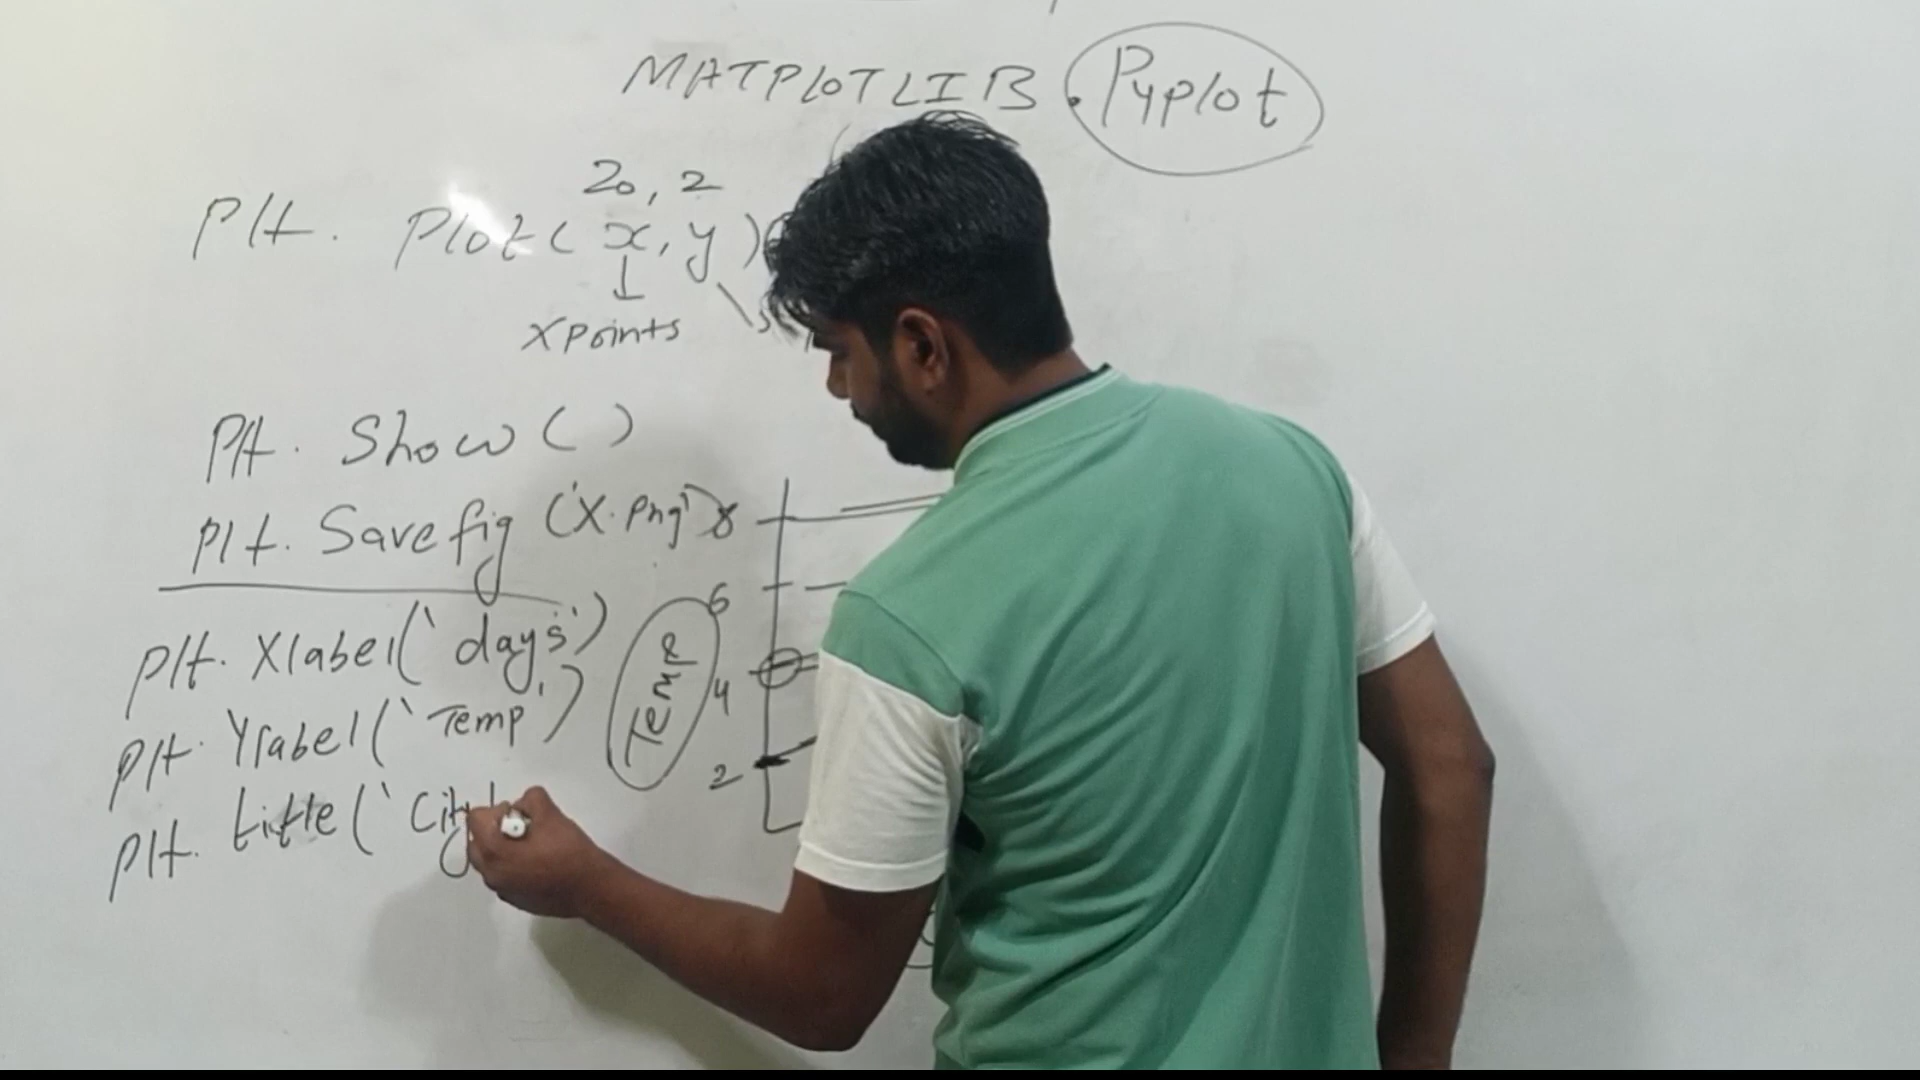 MATPLOTLIB .Pyplot
20, 2
Plt. Plot( x, y )
X Points
Plt. Show ( )
Plt. Savefig ('X.Png')
Plt. Xlabel('days')
Plt. Ylabel('Temp')
Plt. title('City
8
6
4
2
Temp